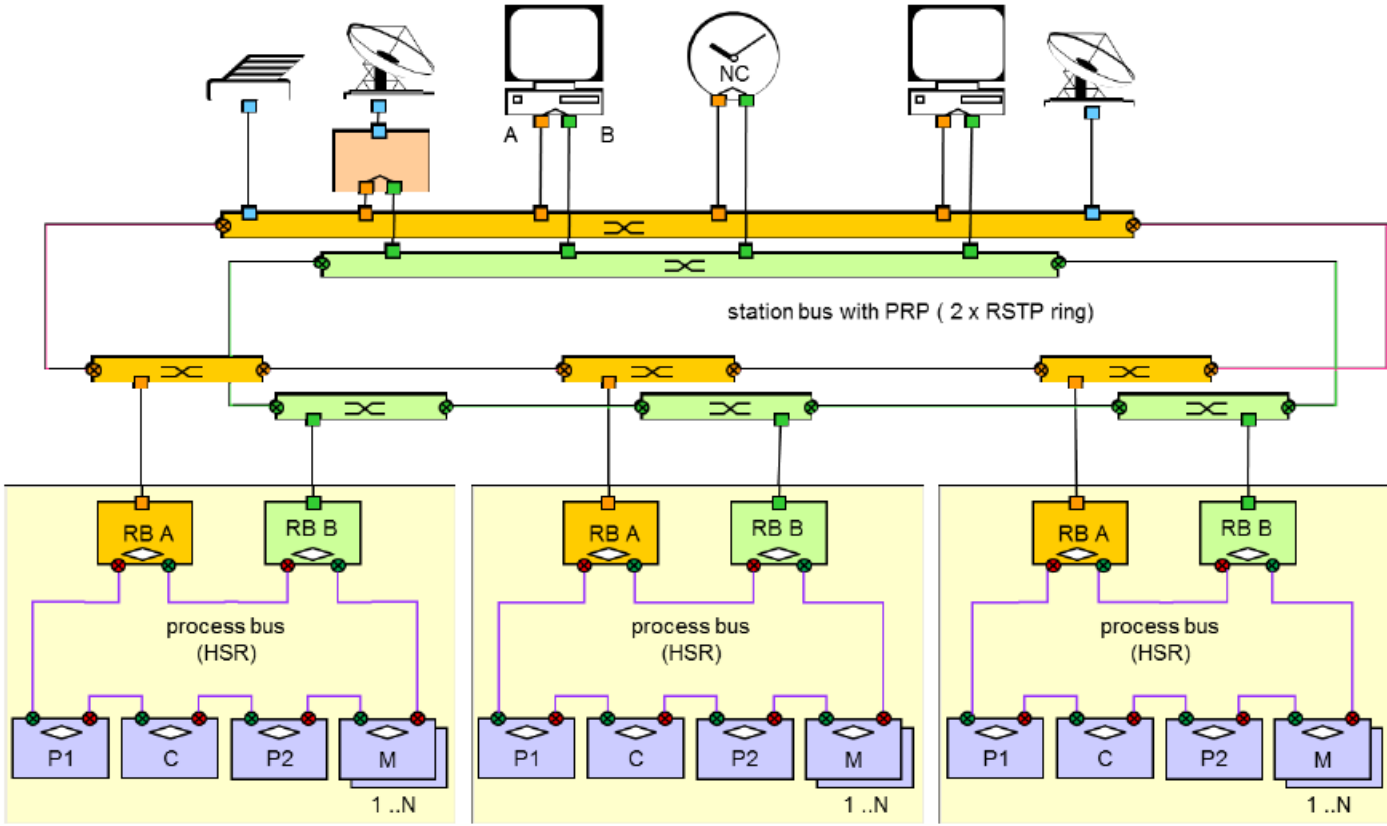 NC
A B
station bus with PRP ( 2 x RSTP ring)
RB A RB B RB A RB B RB A RB B
process bus process bus process bus
(HSR) (HSR) (HSR)
P1 C P2 M P1 C P2 M P1 C P2 M
1 ..N 1 ..N 1 ..N